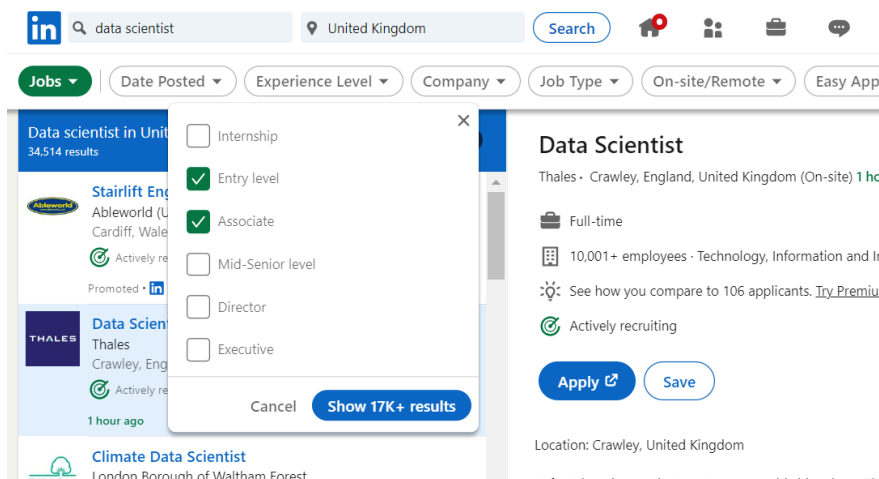 in data scientist United Kingdom Search
Jobs Date Posted Experience Level Company Job Type On-site/Remote Easy App
Data scientist in Unit
34,514 results
Stairlift Eng
Ableworld
Ableworld (U
Cardiff, Wale
Actively re
Promoted • in
Data Scient
THALES
Thales
Crawley, Eng
Actively re
1 hour ago
Climate Data Scientist
London Borough of Waltham Forest
Internship
Entry level
Associate
Mid-Senior level
Director
Executive
Cancel Show 17K+ results
Data Scientist
Thales · Crawley, England, United Kingdom (On-site) 1 ho
Full-time
10,001+ employees · Technology, Information and I
See how you compare to 106 applicants. Try Premiu
Actively recruiting
Apply Save
Location: Crawley, United Kingdom